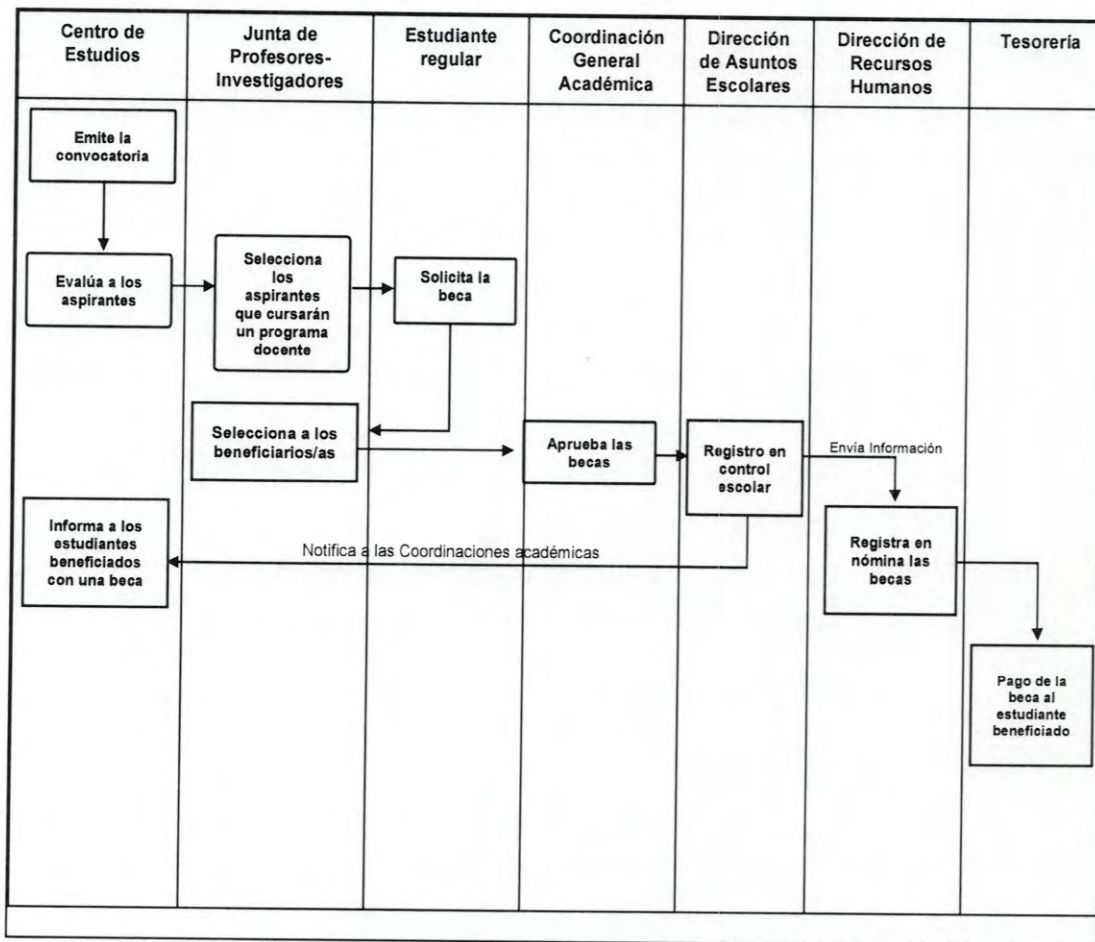 Centro de
Estudios
Junta de
Profesores-
Investigadores
Estudiante
regular
Coordinación
General
Académica
Dirección
de Asuntos
Escolares
Dirección de
Recursos
Humanos
Tesorería
Emite la
convocatoria
Evalúa a los
aspirantes
Selecciona
los
aspirantes
que cursarán
un programa
docente
Solicita la
beca
Selecciona a los
beneficiarios/as
Aprueba las
becas
Registro en
control
escolar
Envía Información
Informa a los
estudiantes
beneficiados
con una beca
Notifica a las Coordinaciones académicas
Registra en
nómina las
becas
Pago de la
beca al
estudiante
beneficiado